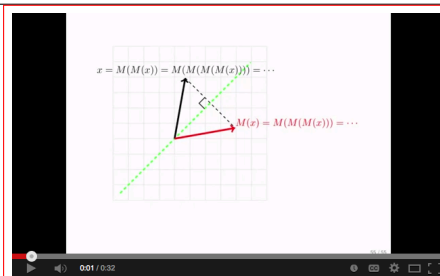 x = M(M(x)) = M(M(M(M(x)))) = ⋯
M(x) = M(M(M(x))) = ⋯
0:01 / 0:32